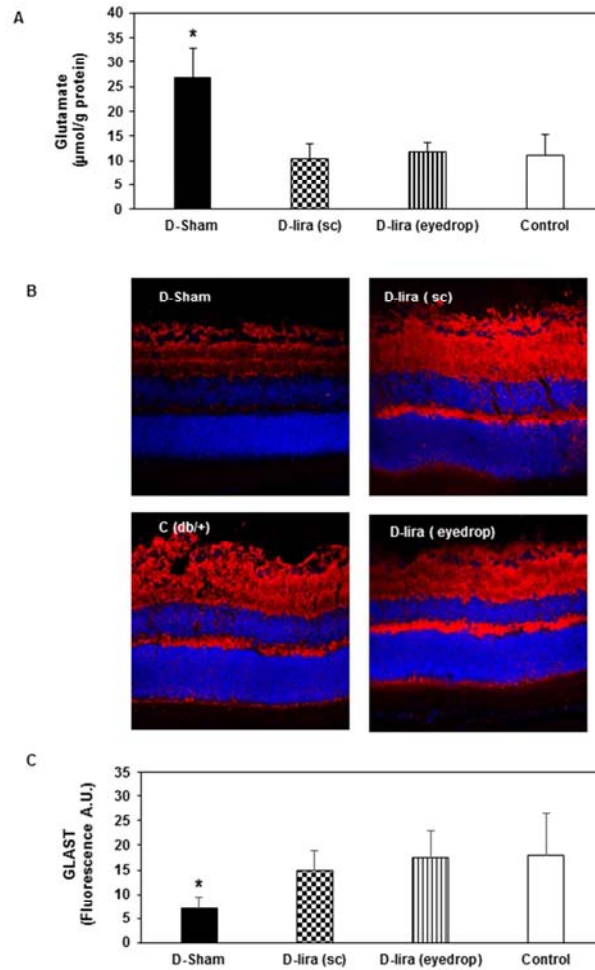 A
Glutamate
(µmol/g protein)
40
35
30
25
20
15
10
5
0
*
D-Sham
D-lira (sc)
D-lira (eyedrop)
Control
B
D-Sham
D-lira ( sc)
C (db/+)
D-lira ( eyedrop)
C
GLAST
(Fluorescence A.U.)
35
30
25
20
15
10
5
0
*
D-Sham
D-lira (sc)
D-lira (eyedrop)
Control